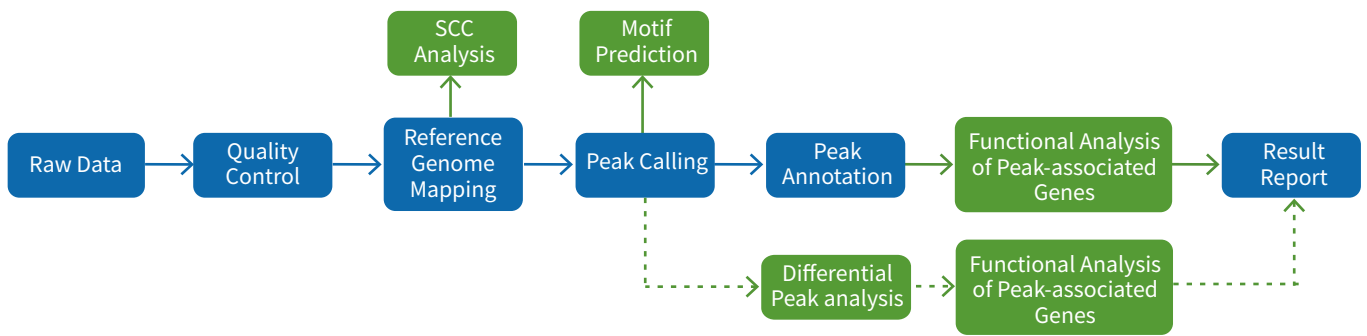 SCC
Analysis
Motif
Prediction
Raw Data
Quality
Control
Reference
Genome
Mapping
Peak Calling
Peak
Annotation
Functional Analysis
of Peak-associated
Genes
Result
Report
Differential
Peak analysis
Functional Analysis
of Peak-associated
Genes